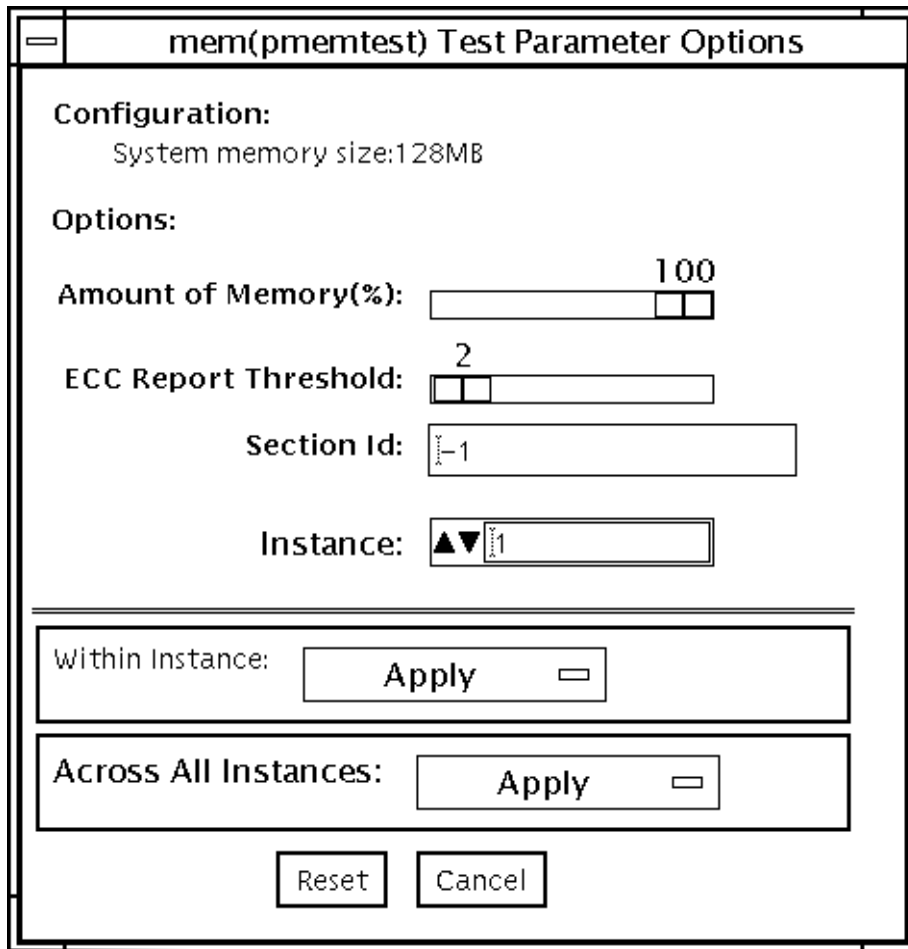 mem(pmemtest) Test Parameter Options
Configuration:
System memory size:128MB
Options:
100
Amount of Memory(%):
2
ECC Report Threshold:
Section Id: -1
Instance: 1
Within Instance: Apply
Across All Instances: Apply
Reset Cancel